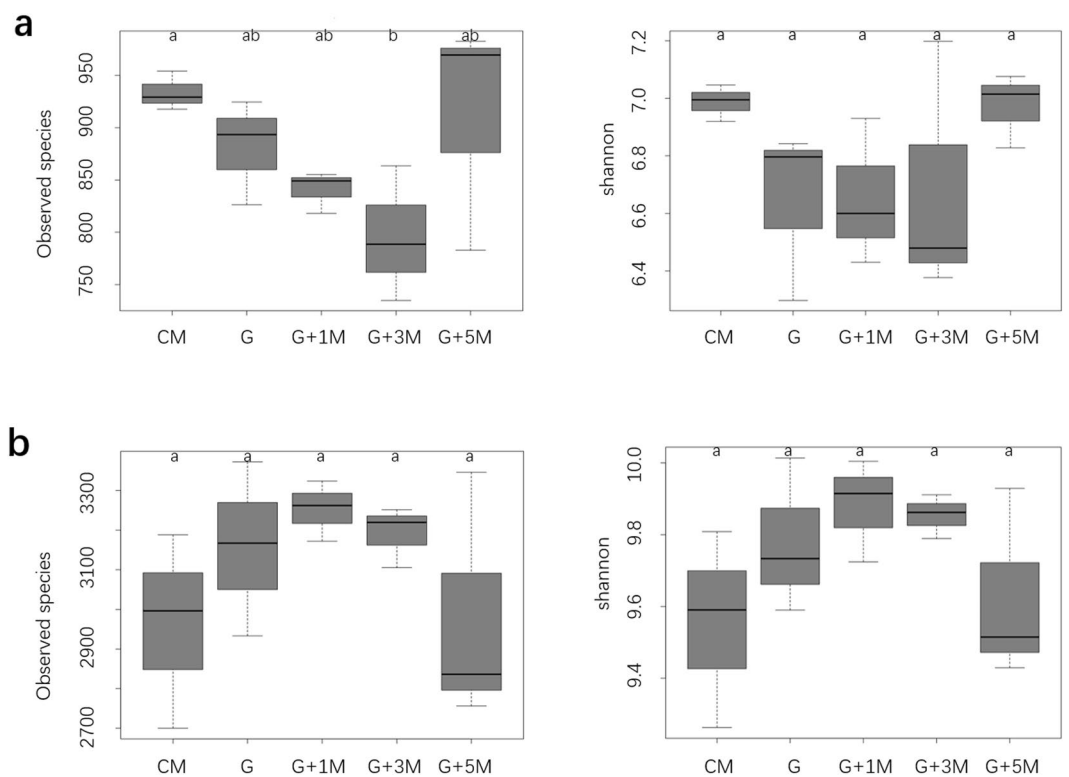 a
a ab ab b ab
Observed species
950
900
850
800
750
CM G G+1M G+3M G+5M
a a a a a
shannon
7.2
7.0
6.8
6.6
6.4
CM G G+1M G+3M G+5M
b
a a a a a
Observed species
3300
3100
2900
2700
CM G G+1M G+3M G+5M
a a a a a
shannon
10.0
9.8
9.6
9.4
CM G G+1M G+3M G+5M